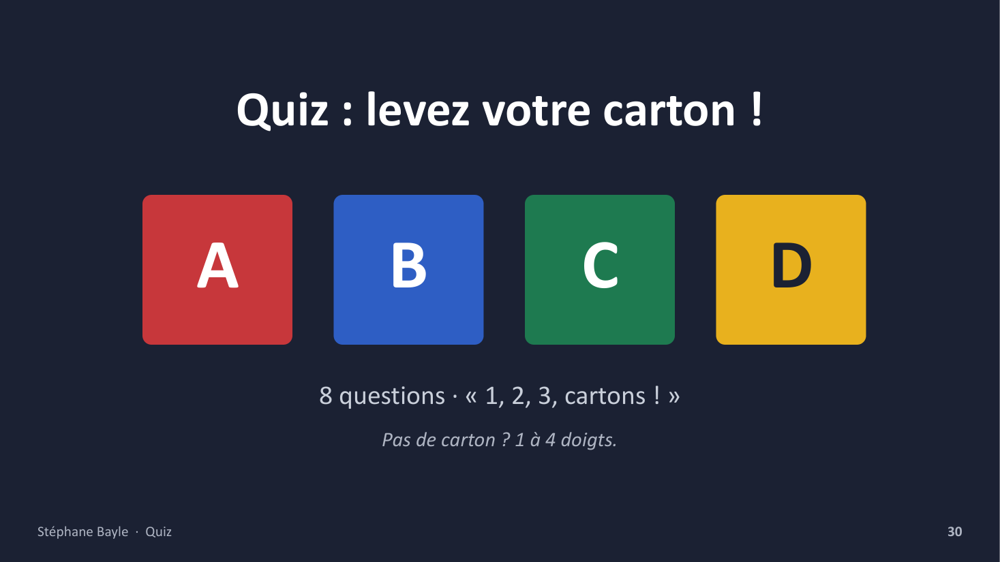 Quiz : levez votre carton !
A B C D
8 questions · « 1, 2, 3, cartons ! »
Pas de carton ? 1 à 4 doigts.
Stéphane Bayle · Quiz
30